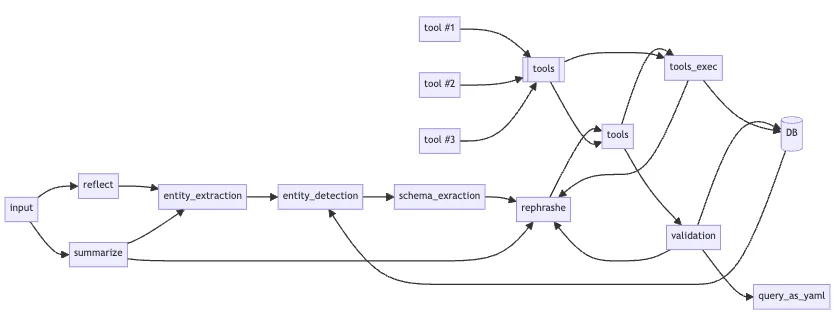 tool #1
tool #2
tool #3
tools
tools_exec
tools
DB
input
reflect
summarize
entity_extraction
entity_detection
schema_exraction
rephrashe
validation
query_as_yaml